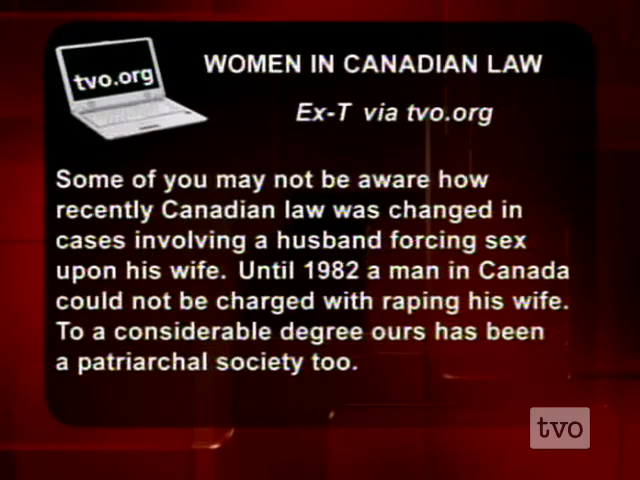 tvo.org
WOMEN IN CANADIAN LAW
Ex-T via tvo.org
Some of you may not be aware how
recently Canadian law was changed in
cases involving a husband forcing sex
upon his wife. Until 1982 a man in Canada
could not be charged with raping his wife.
To a considerable degree ours has been
a patriarchal society too.
tvo